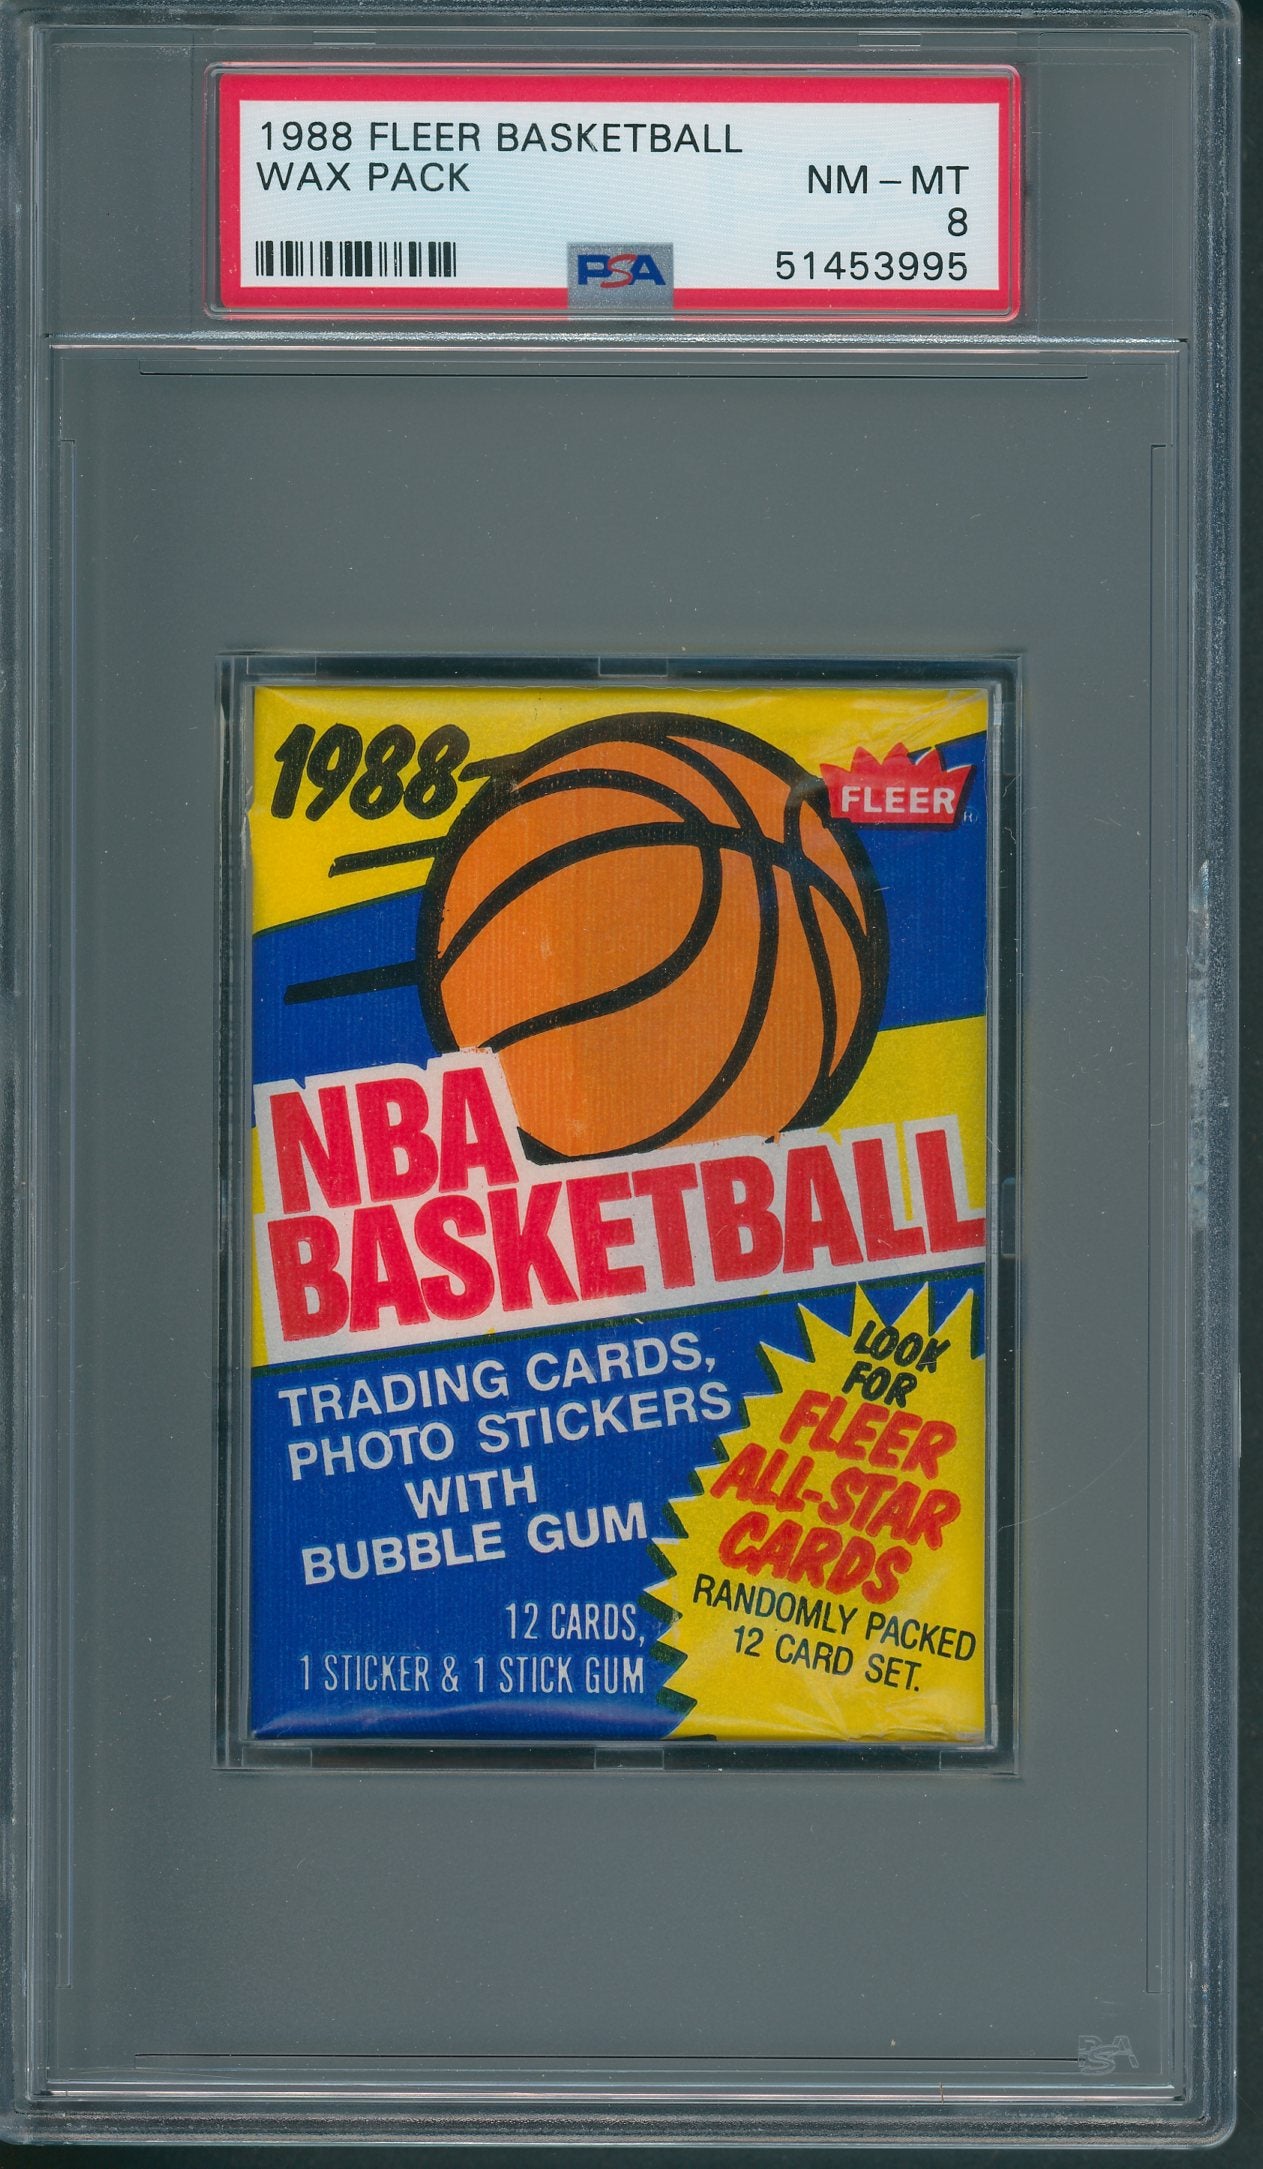 1988 FLEER BASKETBALL
WAX PACK
NM - MT
8
PSA
51453995
1988
FLEER
®
NBA
BASKETBALL
TRADING CARDS,
PHOTO STICKERS
WITH
BUBBLE GUM
12 CARDS,
1 STICKER & 1 STICK GUM
LOOK
FOR
FLEER
ALL-STAR
CARDS
RANDOMLY PACKED
12 CARD SET.
PSA